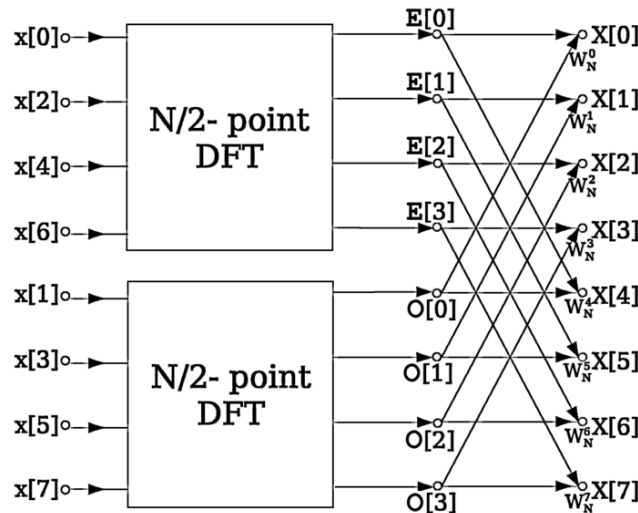 x[0]
x[2]
x[4]
x[6]
N/2- point
DFT
x[1]
x[3]
x[5]
x[7]
N/2- point
DFT
E[0]
E[1]
E[2]
E[3]
O[0]
O[1]
O[2]
O[3]
X[0]
W_N^0
X[1]
W_N^1
X[2]
W_N^2
X[3]
W_N^3
X[4]
W_N^4
X[5]
W_N^5
X[6]
W_N^6
X[7]
W_N^7